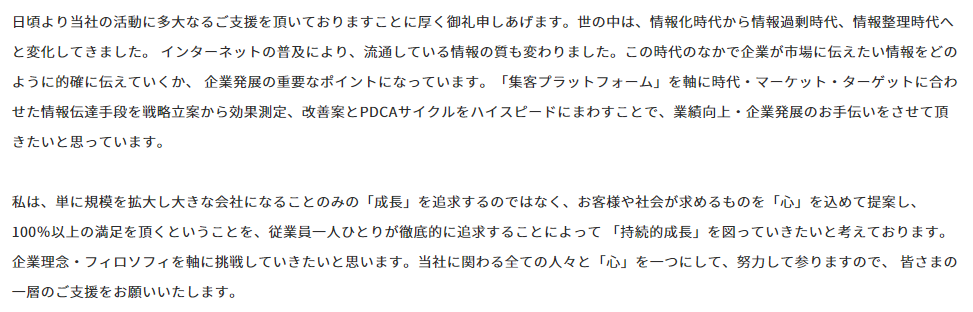 日頃より当社の活動に多大なるご支援を頂いておりますことに厚く御礼申しあげます。世の中は、情報化時代から情報過剰時代、情報整理時代へ
と変化してきました。 インターネットの普及により、流通している情報の質も変わりました。この時代のなかで企業が市場に伝えたい情報をどの
ように的確に伝えていくか、 企業発展の重要なポイントになっています。「集客プラットフォーム」を軸に時代・マーケット・ターゲットに合わ
せた情報伝達手段を戦略立案から効果測定、改善案とPDCAサイクルをハイスピードにまわすことで、業績向上・企業発展のお手伝いをさせて頂
きたいと思っています。
私は、単に規模を拡大し大きな会社になることのみの「成長」を追求するのではなく、お客様や社会が求めるものを「心」を込めて提案し、
100%以上の満足を頂くということを、従業員一人ひとりが徹底的に追求することによって 「持続的成長」を図っていきたいと考えております。
企業理念・フィロソフィを軸に挑戦していきたいと思います。当社に関わる全ての人々と「心」を一つにして、努力して参りますので、 皆さまの
一層のご支援をお願いいたします。